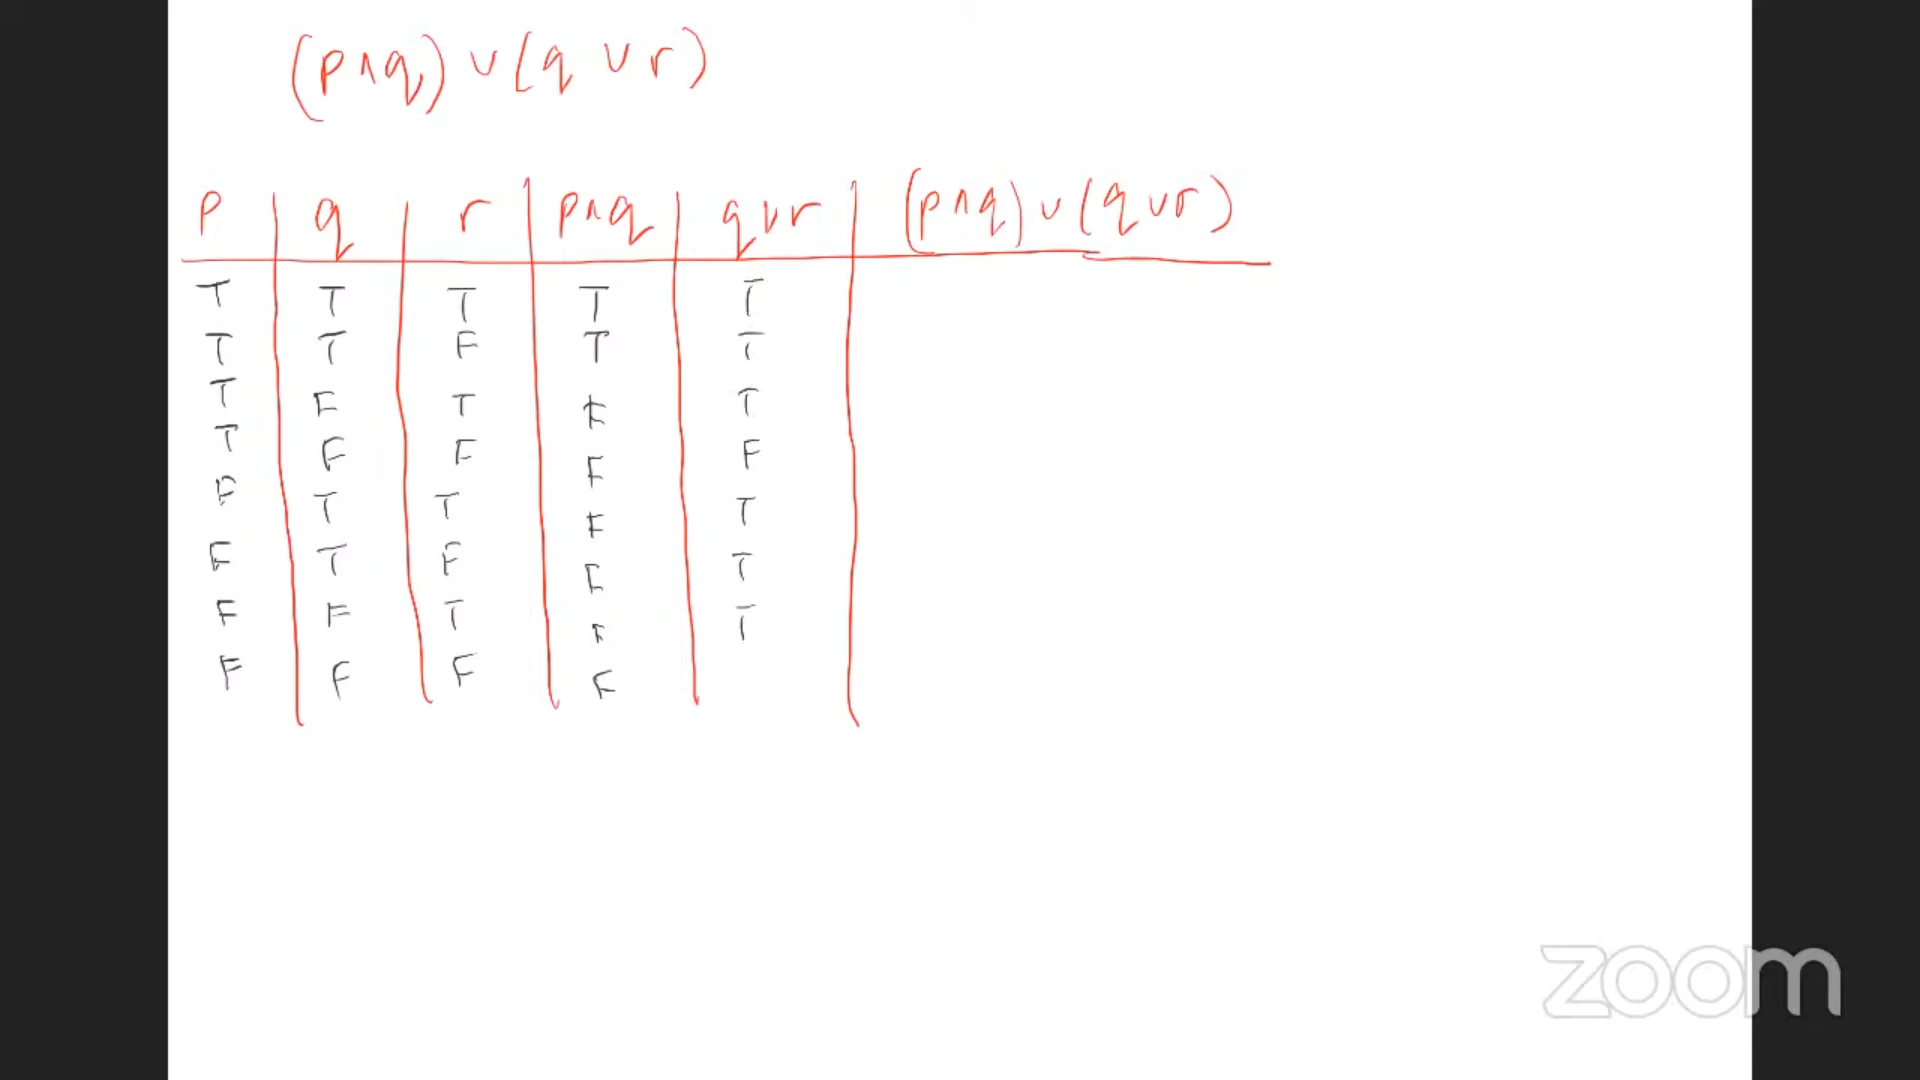 (p∧q) ∨ (q ∨ r)
p q r p∧q q∨r (p∧q) ∨ (q∨r)
T T T T T
T T F T T
T F T F T
T F F F F
F T T F T
F T F F T
F F T F T
F F F F
zoom